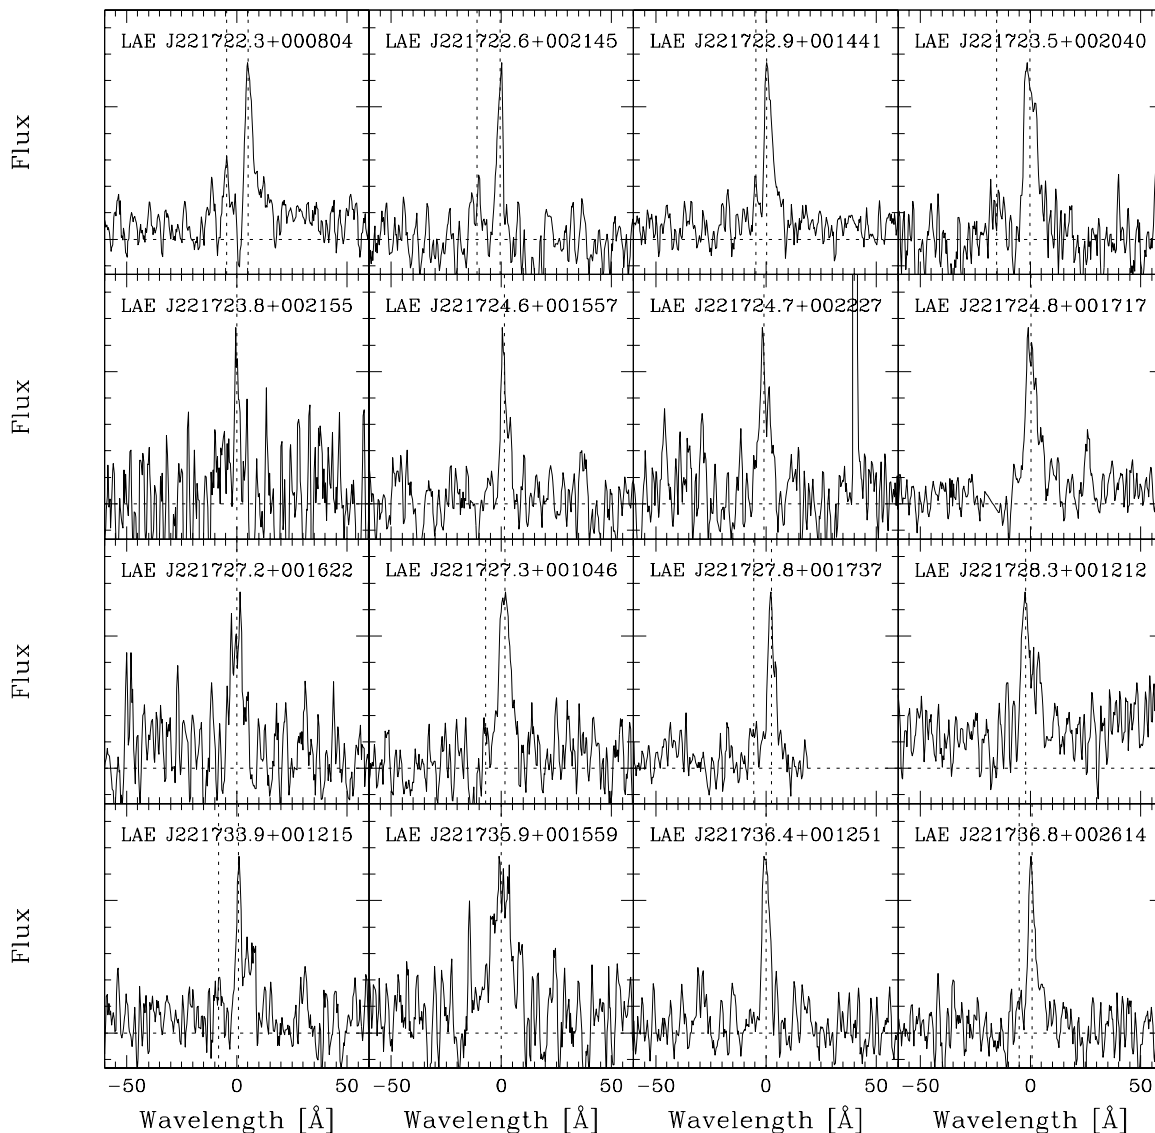 LAE J221722.3+000804 LAE J221722.6+002145 LAE J221722.9+001441 LAE J221723.5+002040
Flux
LAE J221723.8+002155 LAE J221724.6+001557 LAE J221724.7+002227 LAE J221724.8+001717
Flux
LAE J221727.2+001622 LAE J221727.3+001046 LAE J221727.8+001737 LAE J221728.3+001212
Flux
LAE J221733.9+001215 LAE J221735.9+001559 LAE J221736.4+001251 LAE J221736.8+002614
Flux
−50 0 50 −50 0 50 −50 0 50 −50 0 50
Wavelength [Å] Wavelength [Å] Wavelength [Å] Wavelength [Å]